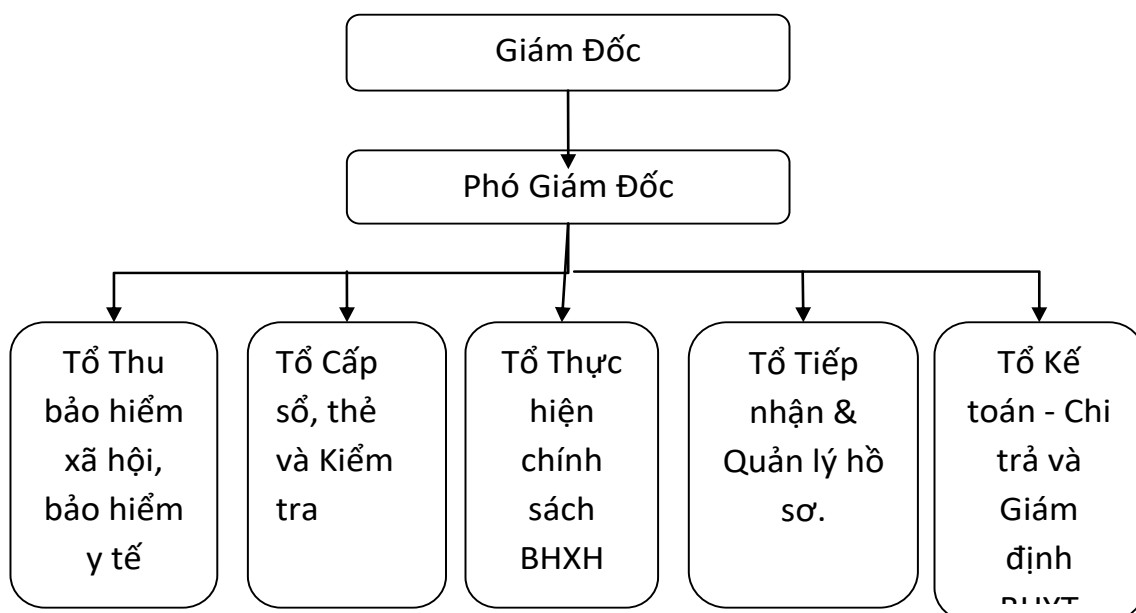 Giám Đốc
Phó Giám Đốc
Tổ Thu
bảo hiểm
xã hội,
bảo hiểm
y tế
Tổ Cấp
sổ, thẻ
và Kiểm
tra
Tổ Thực
hiện
chính
sách
BHXH
Tổ Tiếp
nhận &
Quản lý hồ
sơ.
Tổ Kế
toán - Chi
trả và
Giám
định
BHYT